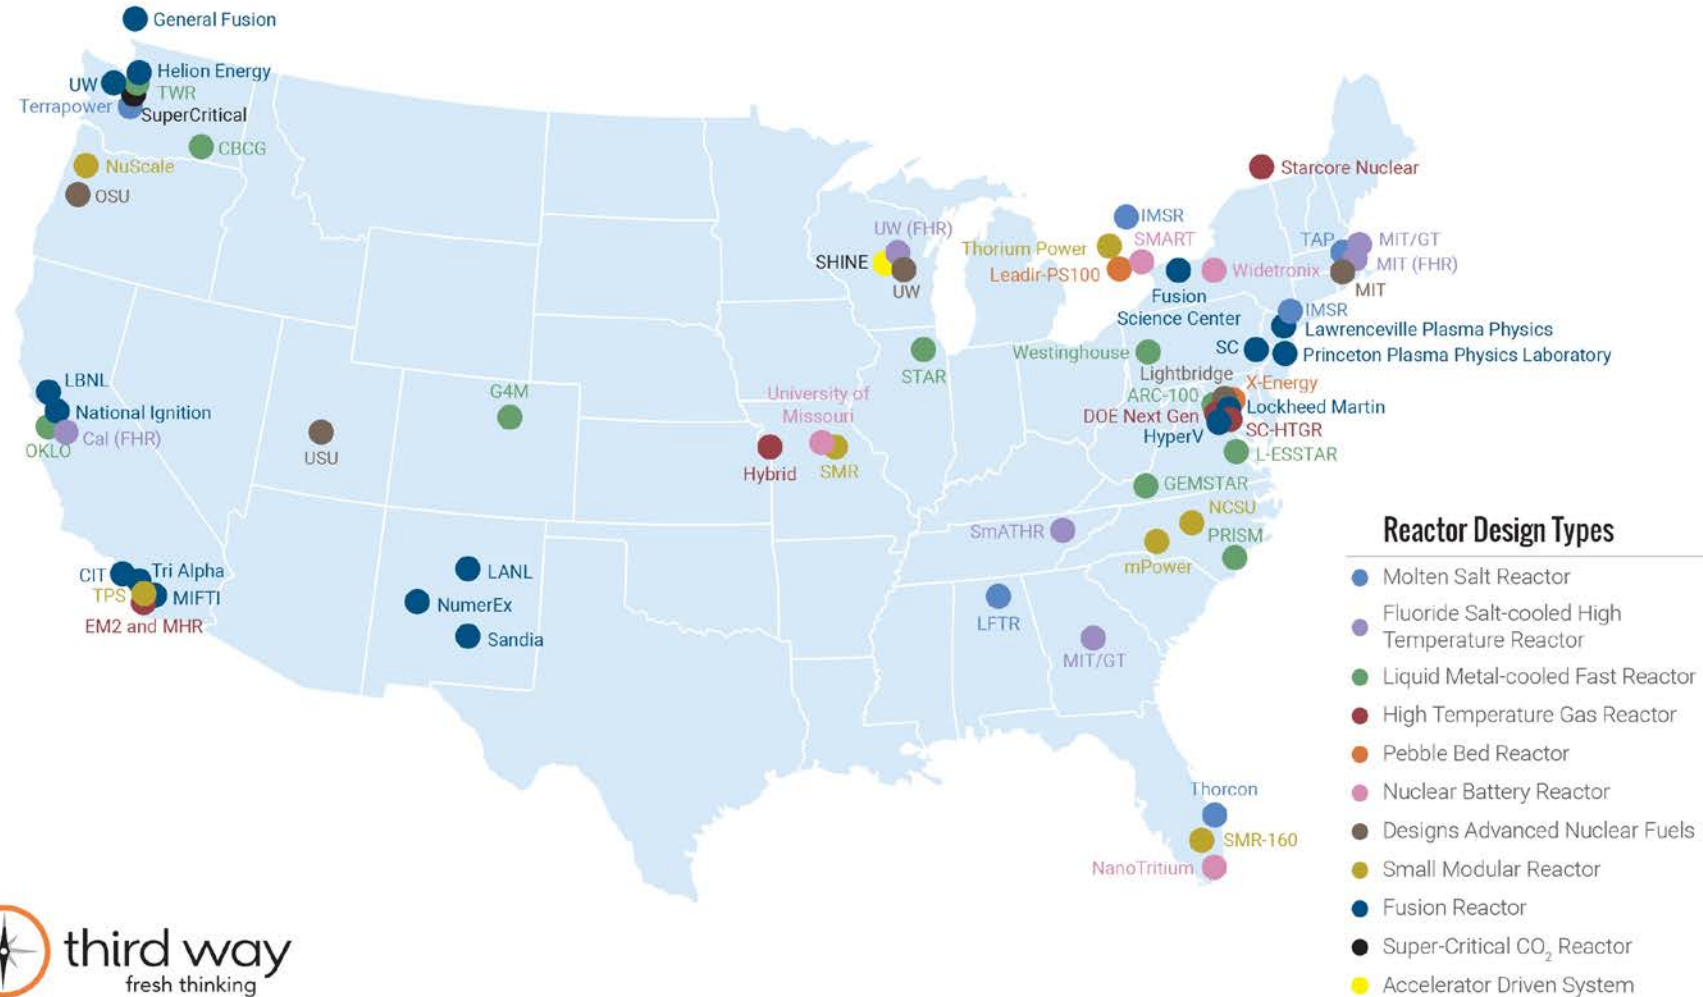 General Fusion
Helion Energy
UW
TWR
Terrapower
SuperCritical
CBCG
NuScale
OSU
Starcore Nuclear
IMSR
UW (FHR)
SMART
Thorium Power
TAP
MIT/GT
SHINE
Leadir-PS100
Widetronix
MIT (FHR)
UW
MIT
Fusion
Science Center
IMSR
Lawrenceville Plasma Physics
SC
Princeton Plasma Physics Laboratory
Westinghouse
STAR
Lightbridge
X-Energy
LBNL
G4M
University of
Missouri
ARC-100
Lockheed Martin
National Ignition
DOE Next Gen
SC-HTGR
Cal (FHR)
HyperV
OKLO
USU
Hybrid
SMR
L-ESSTAR
GEMSTAR
NCSU
SmATHR
PRISM
mPower
CIT
Tri Alpha
LANL
TPS
MIFTI
NumerEx
EM2 and MHR
Sandia
LFTR
MIT/GT
Thorcon
SMR-160
NanoTritium
Reactor Design Types
Molten Salt Reactor
Fluoride Salt-cooled High
Temperature Reactor
Liquid Metal-cooled Fast Reactor
High Temperature Gas Reactor
Pebble Bed Reactor
Nuclear Battery Reactor
Designs Advanced Nuclear Fuels
Small Modular Reactor
Fusion Reactor
Super-Critical CO₂ Reactor
Accelerator Driven System
third way
fresh thinking